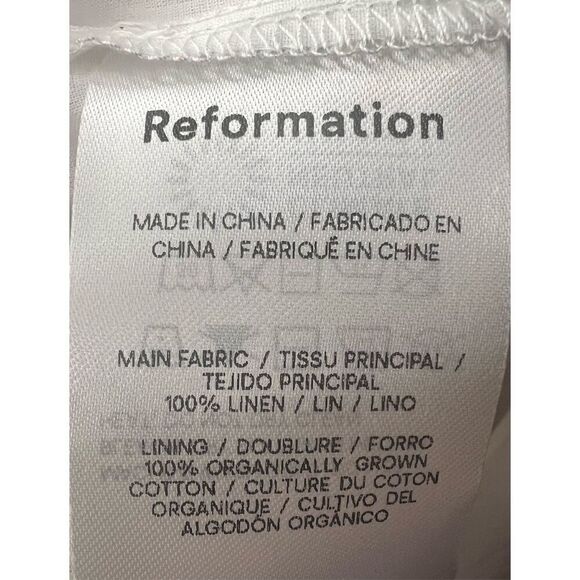 Reformation
MADE IN CHINA / FABRICADO EN
CHINA / FABRIQUÉ EN CHINE
MAIN FABRIC / TISSU PRINCIPAL /
TEJIDO PRINCIPAL
100% LINEN / LIN / LINO
LINING / DOUBLURE / FORRO
100% ORGANICALLY GROWN
COTTON / CULTURE DU COTON
ORGANIQUE / CULTIVO DEL
ALGODÓN ORGÁNICO